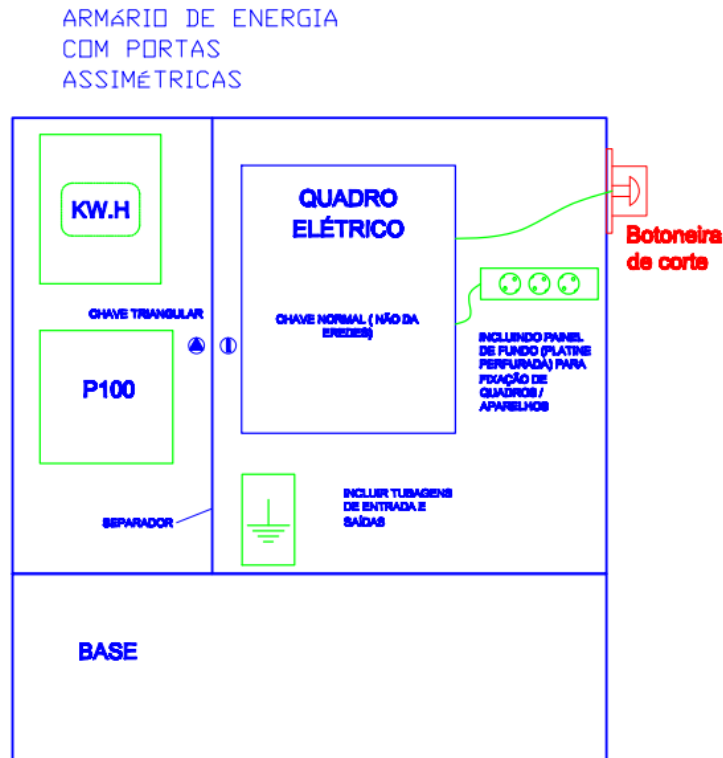 ARMáRIO DE ENERGIA
COM PORTAS
ASSIMéTRICAS
KW.H
QUADRO
ELÉTRICO
Botoneira
de corte
CHAVE TRIANGULAR
CHAVE NORMAL ( NÃO DA
EREDES)
P100
INCLUINDO PAINEL
DE FUNDO (PLATINE
PERFURADA) PARA
FIXAÇÃO DE
QUADROS /
APARELHOS
SEPARADOR
INCLUIR TUBAGENS
DE ENTRADA E
SAÍDAS
BASE